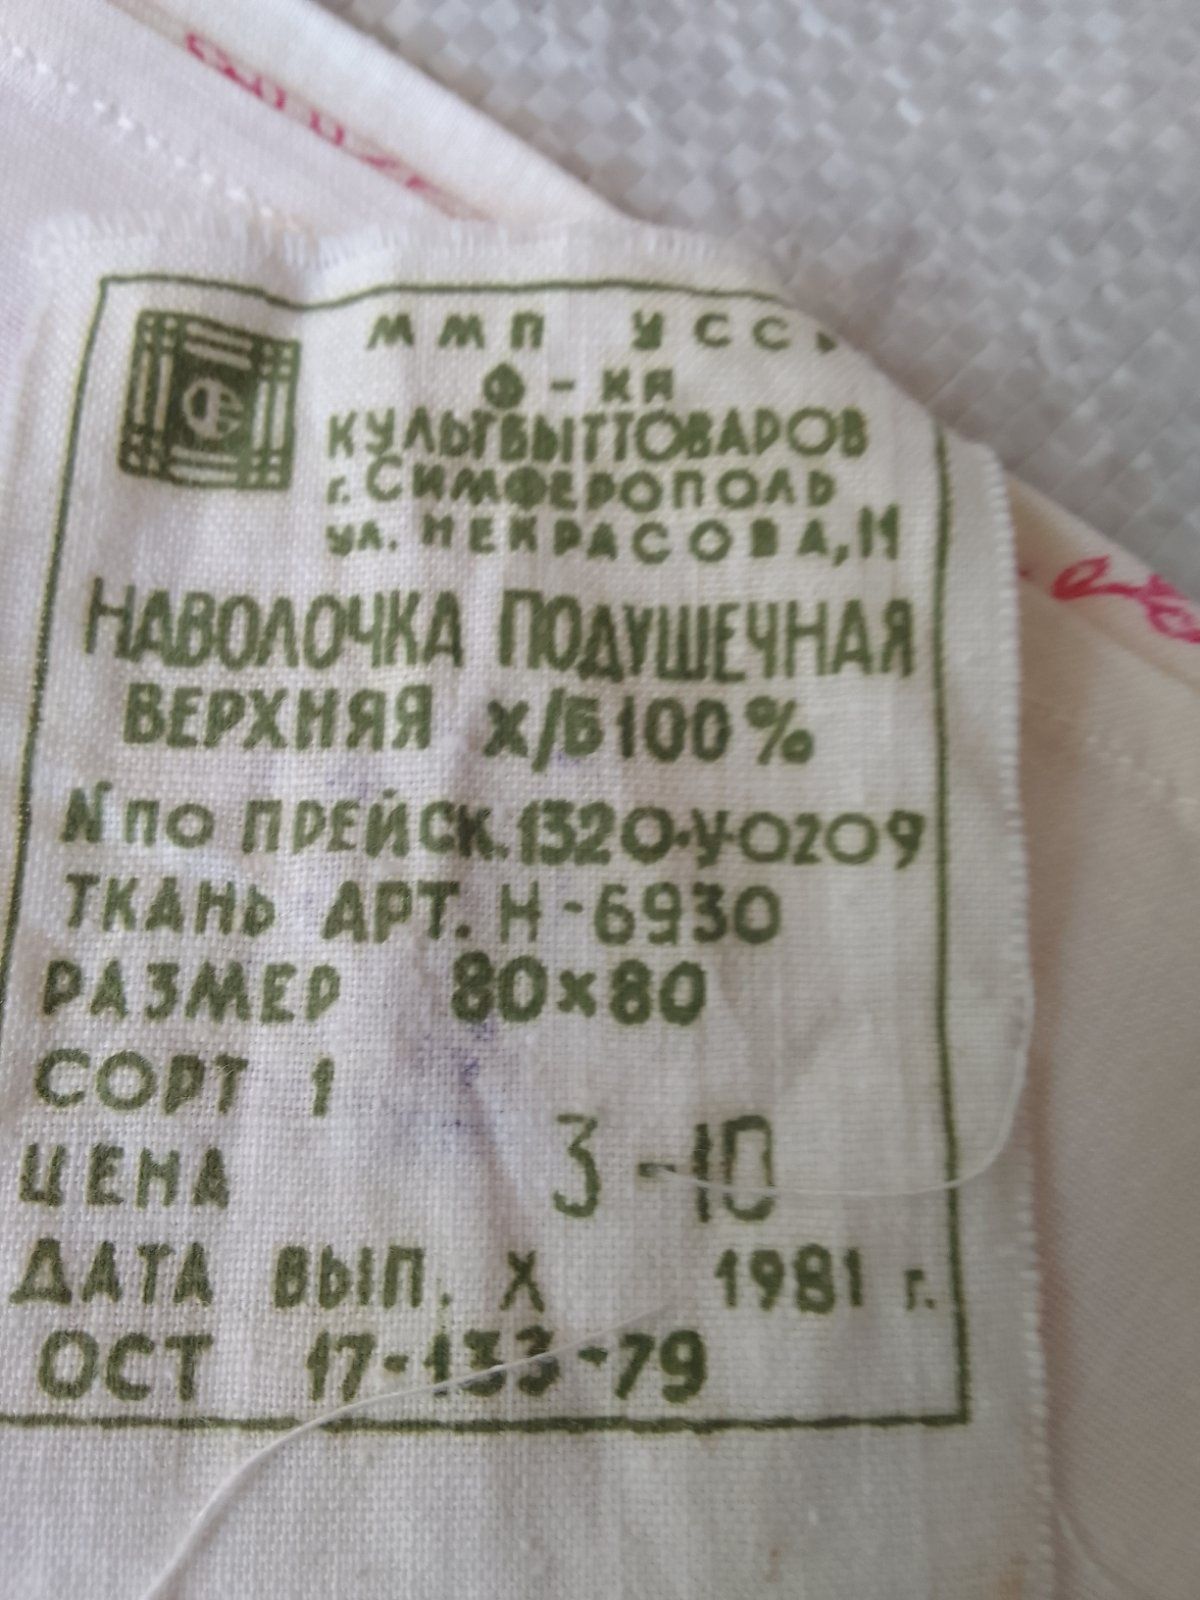 ММП УССР
Ф-КА
КУЛЬТБЫТТОВАРОВ
г. СИМФЕРОПОЛЬ
ул. НЕКРАСОВА, 11
НАВОЛОЧКА ПОДУШЕЧНАЯ
ВЕРХНЯЯ Х/Б 100%
N ПО ПРЕЙСК. 1320-У-0209
ТКАНЬ АРТ. Н-6930
РАЗМЕР 80х80
СОРТ 1
ЦЕНА 3-10
ДАТА ВЫП. X 1981 г.
ОСТ 17-133-79